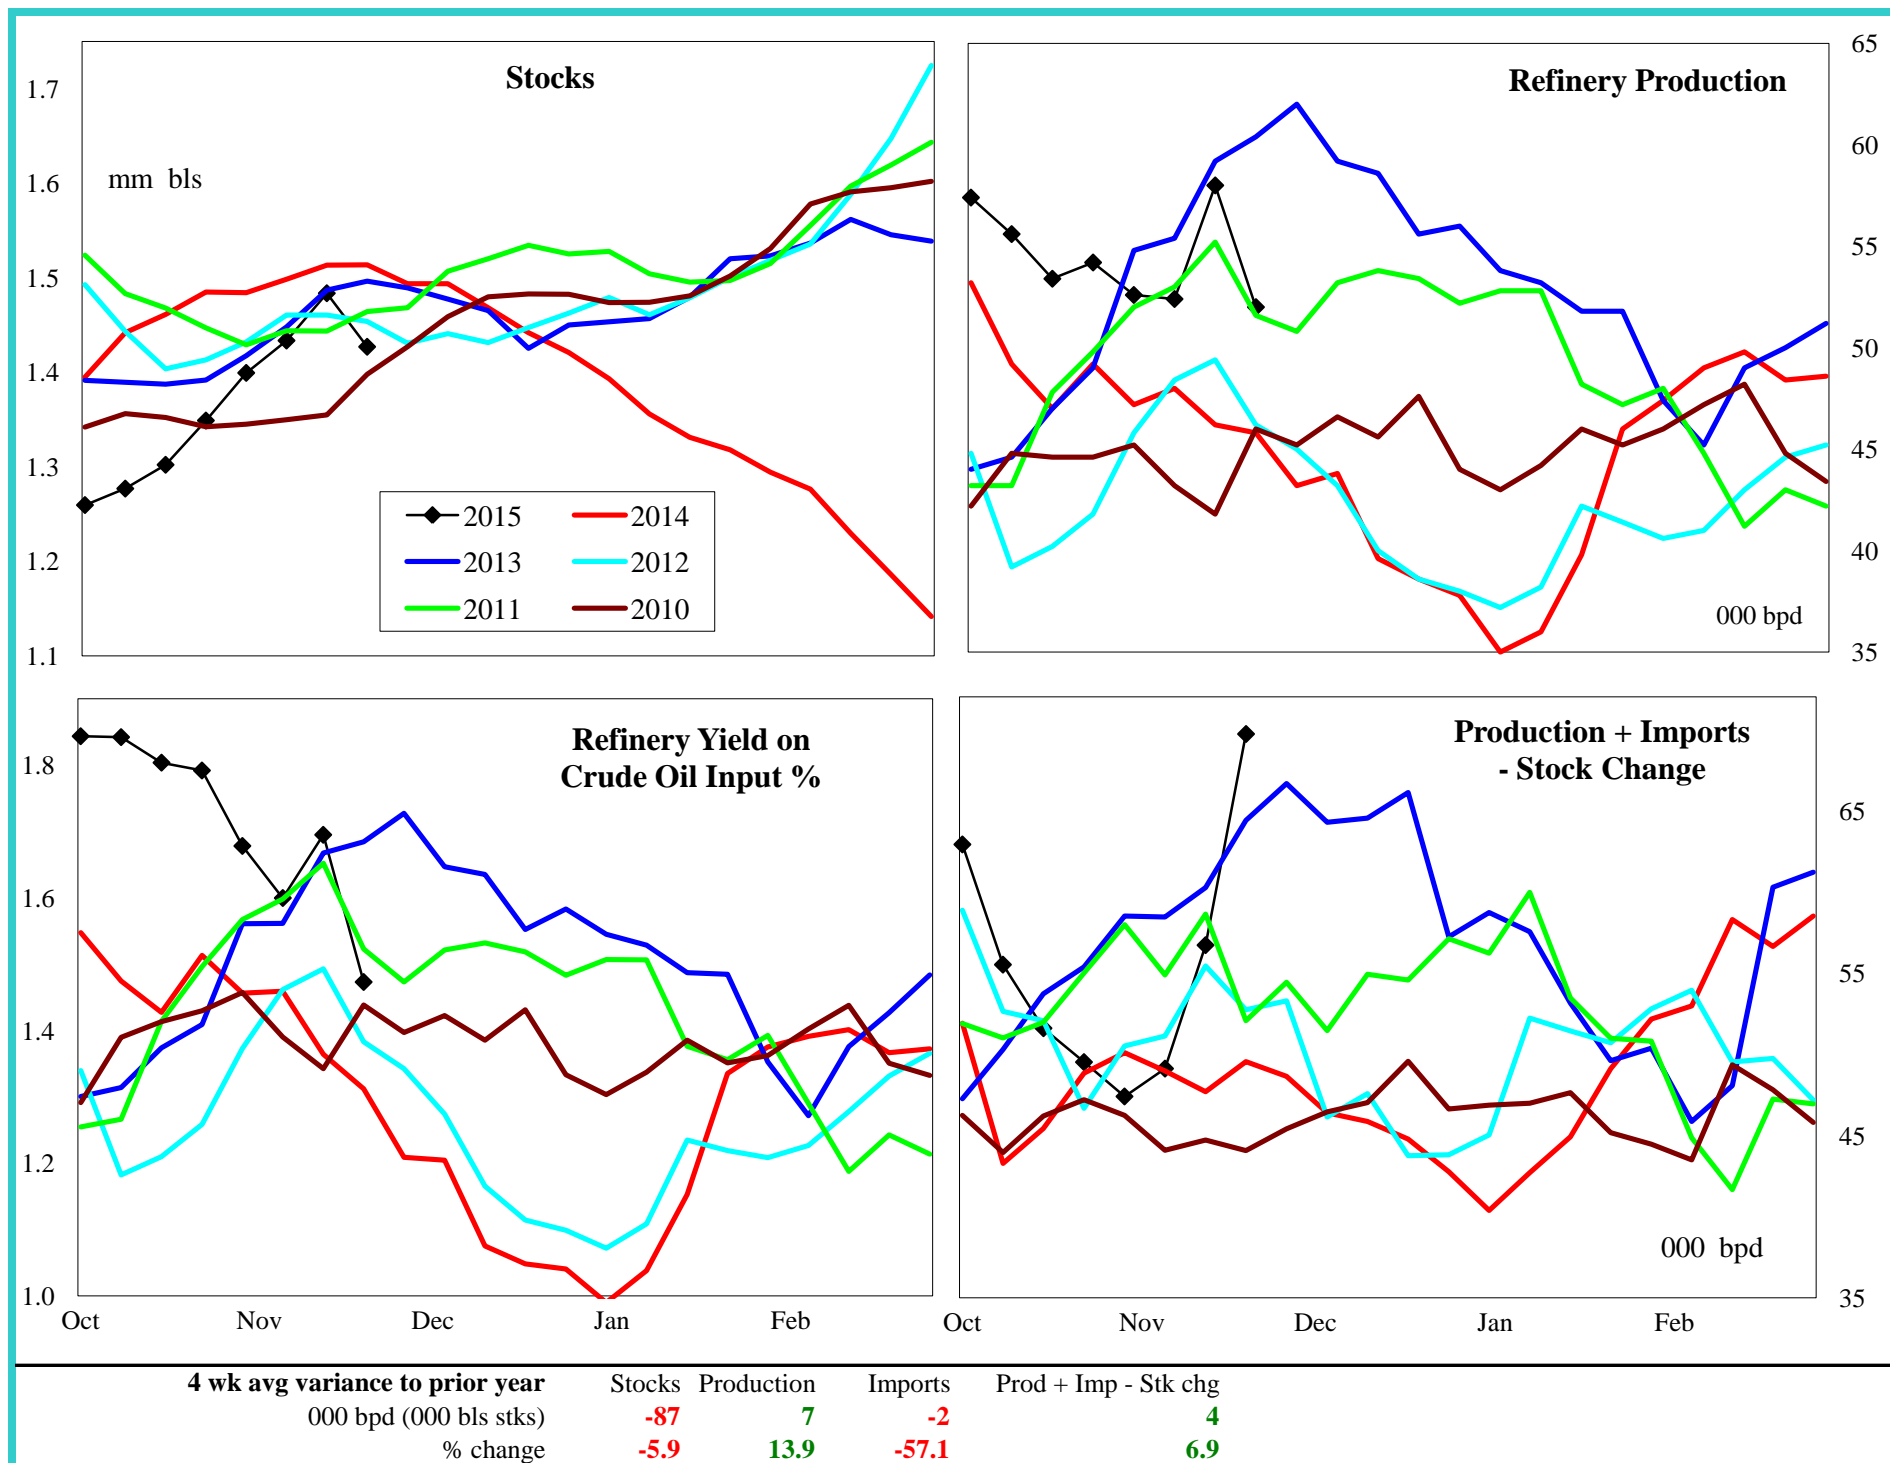 Stocks
mm bls
1.7
1.6
1.5
1.4
1.3
1.2
1.1
2015 2014
2013 2012
2011 2010
Refinery Production
65
60
55
50
45
40
35
000 bpd
Refinery Yield on
Crude Oil Input %
1.8
1.6
1.4
1.2
1.0
Oct Nov Dec Jan Feb
Production + Imports
- Stock Change
65
55
45
35
000 bpd
Oct Nov Dec Jan Feb
4 wk avg variance to prior year Stocks Production Imports Prod + Imp - Stk chg
000 bpd (000 bls stks) -87 7 -2 4
% change -5.9 13.9 -57.1 6.9